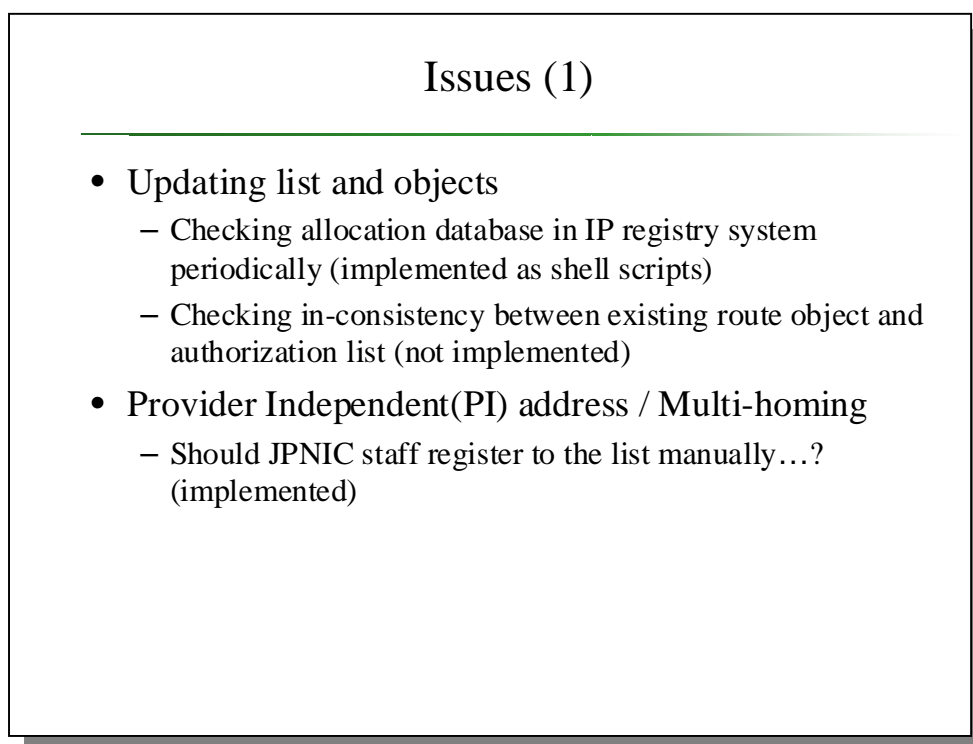 Issues (1)
• Updating list and objects
– Checking allocation database in IP registry system
periodically (implemented as shell scripts)
– Checking in-consistency between existing route object and
authorization list (not implemented)
• Provider Independent(PI) address / Multi-homing
– Should JPNIC staff register to the list manually…?
(implemented)